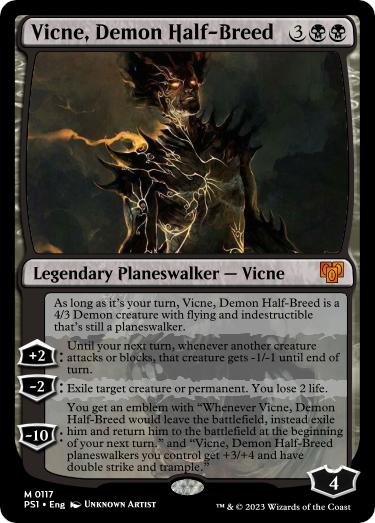 Vicne, Demon Half-Breed 3
Legendary Planeswalker — Vicne
As long as it's your turn, Vicne, Demon Half-Breed is a
4/3 Demon creature with flying and indestructible
that's still a planeswalker.
+2: Until your next turn, whenever another creature
attacks or blocks, that creature gets -1/-1 until end of
turn.
-2: Exile target creature or permanent. You lose 2 life.
-10: You get an emblem with “Whenever Vicne, Demon
Half-Breed would leave the battlefield, instead exile
him and return him to the battlefield at the beginning
of your next turn.” and “Vicne, Demon Half-Breed
planeswalkers you control get +3/+4 and have
double strike and trample.”
4
M 0117
PS1 • Eng Unknown Artist
™ & © 2023 Wizards of the Coast